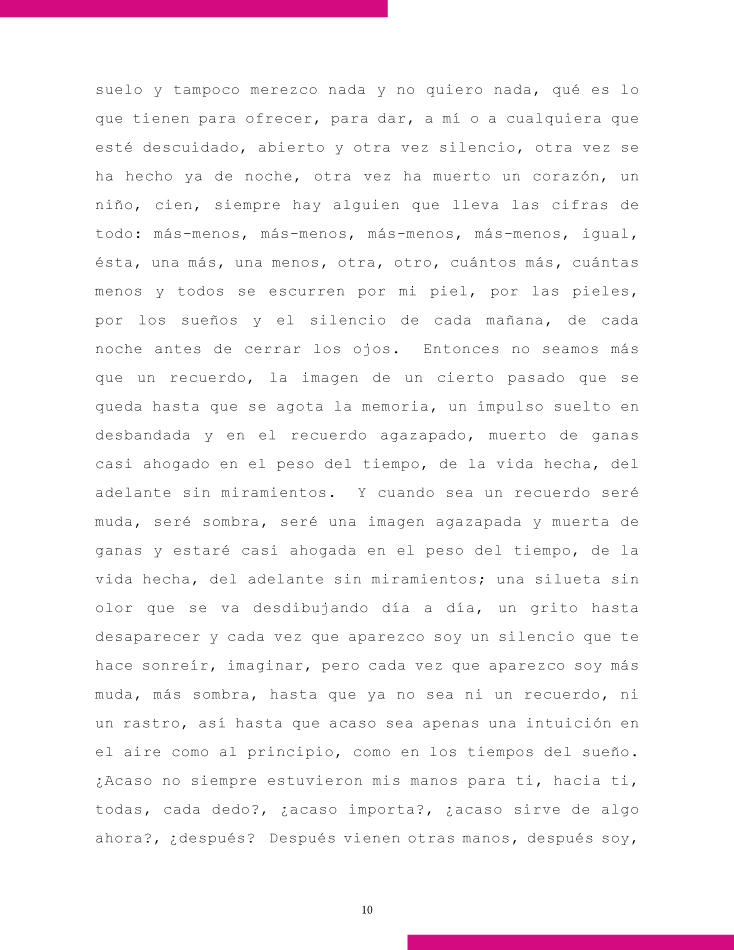 suelo y tampoco merezco nada y no quiero nada, qué es lo
que tienen para ofrecer, para dar, a mí o a cualquiera que
esté descuidado, abierto y otra vez silencio, otra vez se
ha hecho ya de noche, otra vez ha muerto un corazón, un
niño, cien, siempre hay alguien que lleva las cifras de
todo: más-menos, más-menos, más-menos, más-menos, igual,
ésta, una más, una menos, otra, otro, cuántos más, cuántas
menos y todos se escurren por mi piel, por las pieles,
por los sueños y el silencio de cada mañana, de cada
noche antes de cerrar los ojos.  Entonces no seamos más
que un recuerdo, la imagen de un cierto pasado que se
queda hasta que se agota la memoria, un impulso suelto en
desbandada y en el recuerdo agazapado, muerto de ganas
casi ahogado en el peso del tiempo, de la vida hecha, del
adelante sin miramientos.  Y cuando sea un recuerdo seré
muda, seré sombra, seré una imagen agazapada y muerta de
ganas y estaré casi ahogada en el peso del tiempo, de la
vida hecha, del adelante sin miramientos; una silueta sin
olor que se va desdibujando día a día, un grito hasta
desaparecer y cada vez que aparezco soy un silencio que te
hace sonreír, imaginar, pero cada vez que aparezco soy más
muda, más sombra, hasta que ya no sea ni un recuerdo, ni
un rastro, así hasta que acaso sea apenas una intuición en
el aire como al principio, como en los tiempos del sueño.
¿Acaso no siempre estuvieron mis manos para ti, hacia ti,
todas, cada dedo?, ¿acaso importa?, ¿acaso sirve de algo
ahora?, ¿después?  Después vienen otras manos, después soy,
10